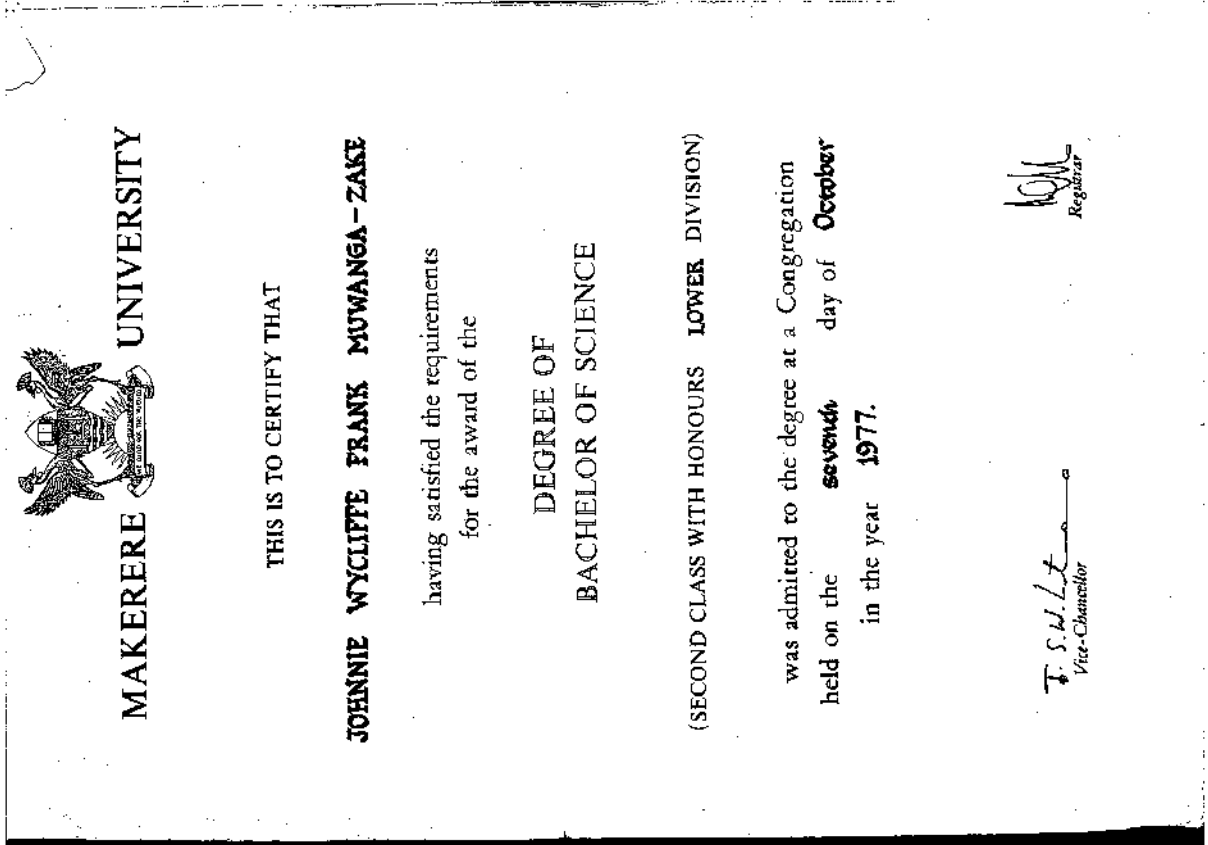 MAKERERE UNIVERSITY
THIS IS TO CERTIFY THAT
JOHNNIE WYCLIFFE FRANK MUWANGA-ZAKE
having satisfied the requirements
for the award of the
DEGREE OF
BACHELOR OF SCIENCE
(SECOND CLASS WITH HONOURS LOWER DIVISION)
was admitted to the degree at a Congregation
held on the seventh day of October
in the year 1977.
Vice-Chancellor
Registrar